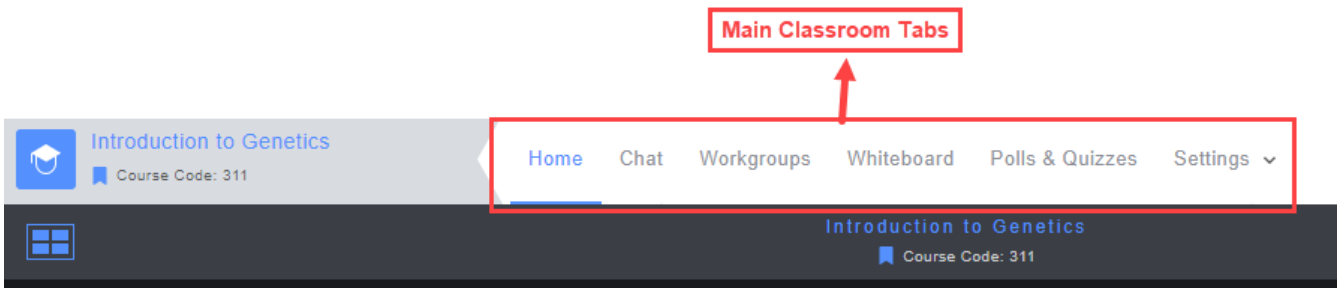 Main Classroom Tabs
Introduction to Genetics
Course Code: 311
Home Chat Workgroups Whiteboard Polls & Quizzes Settings
Introduction to Genetics
Course Code: 311